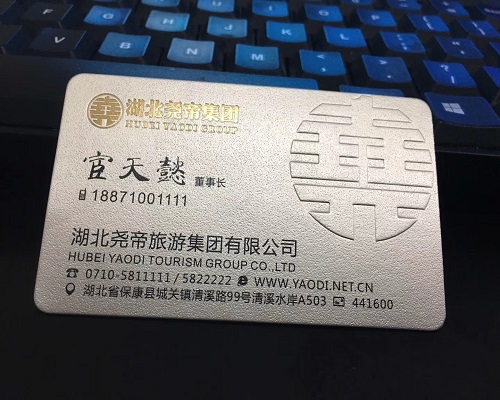 湖北尧帝集团
HUBEI YAODI GROUP
官天懿 董事长
18871001111
湖北尧帝旅游集团有限公司
HUBEI YAODI TOURISM GROUP CO.,LTD
0710-5811111 / 5822222 WWW.YAODI.NET.CN
湖北省保康县城关镇清溪路99号清溪水岸A503 441600